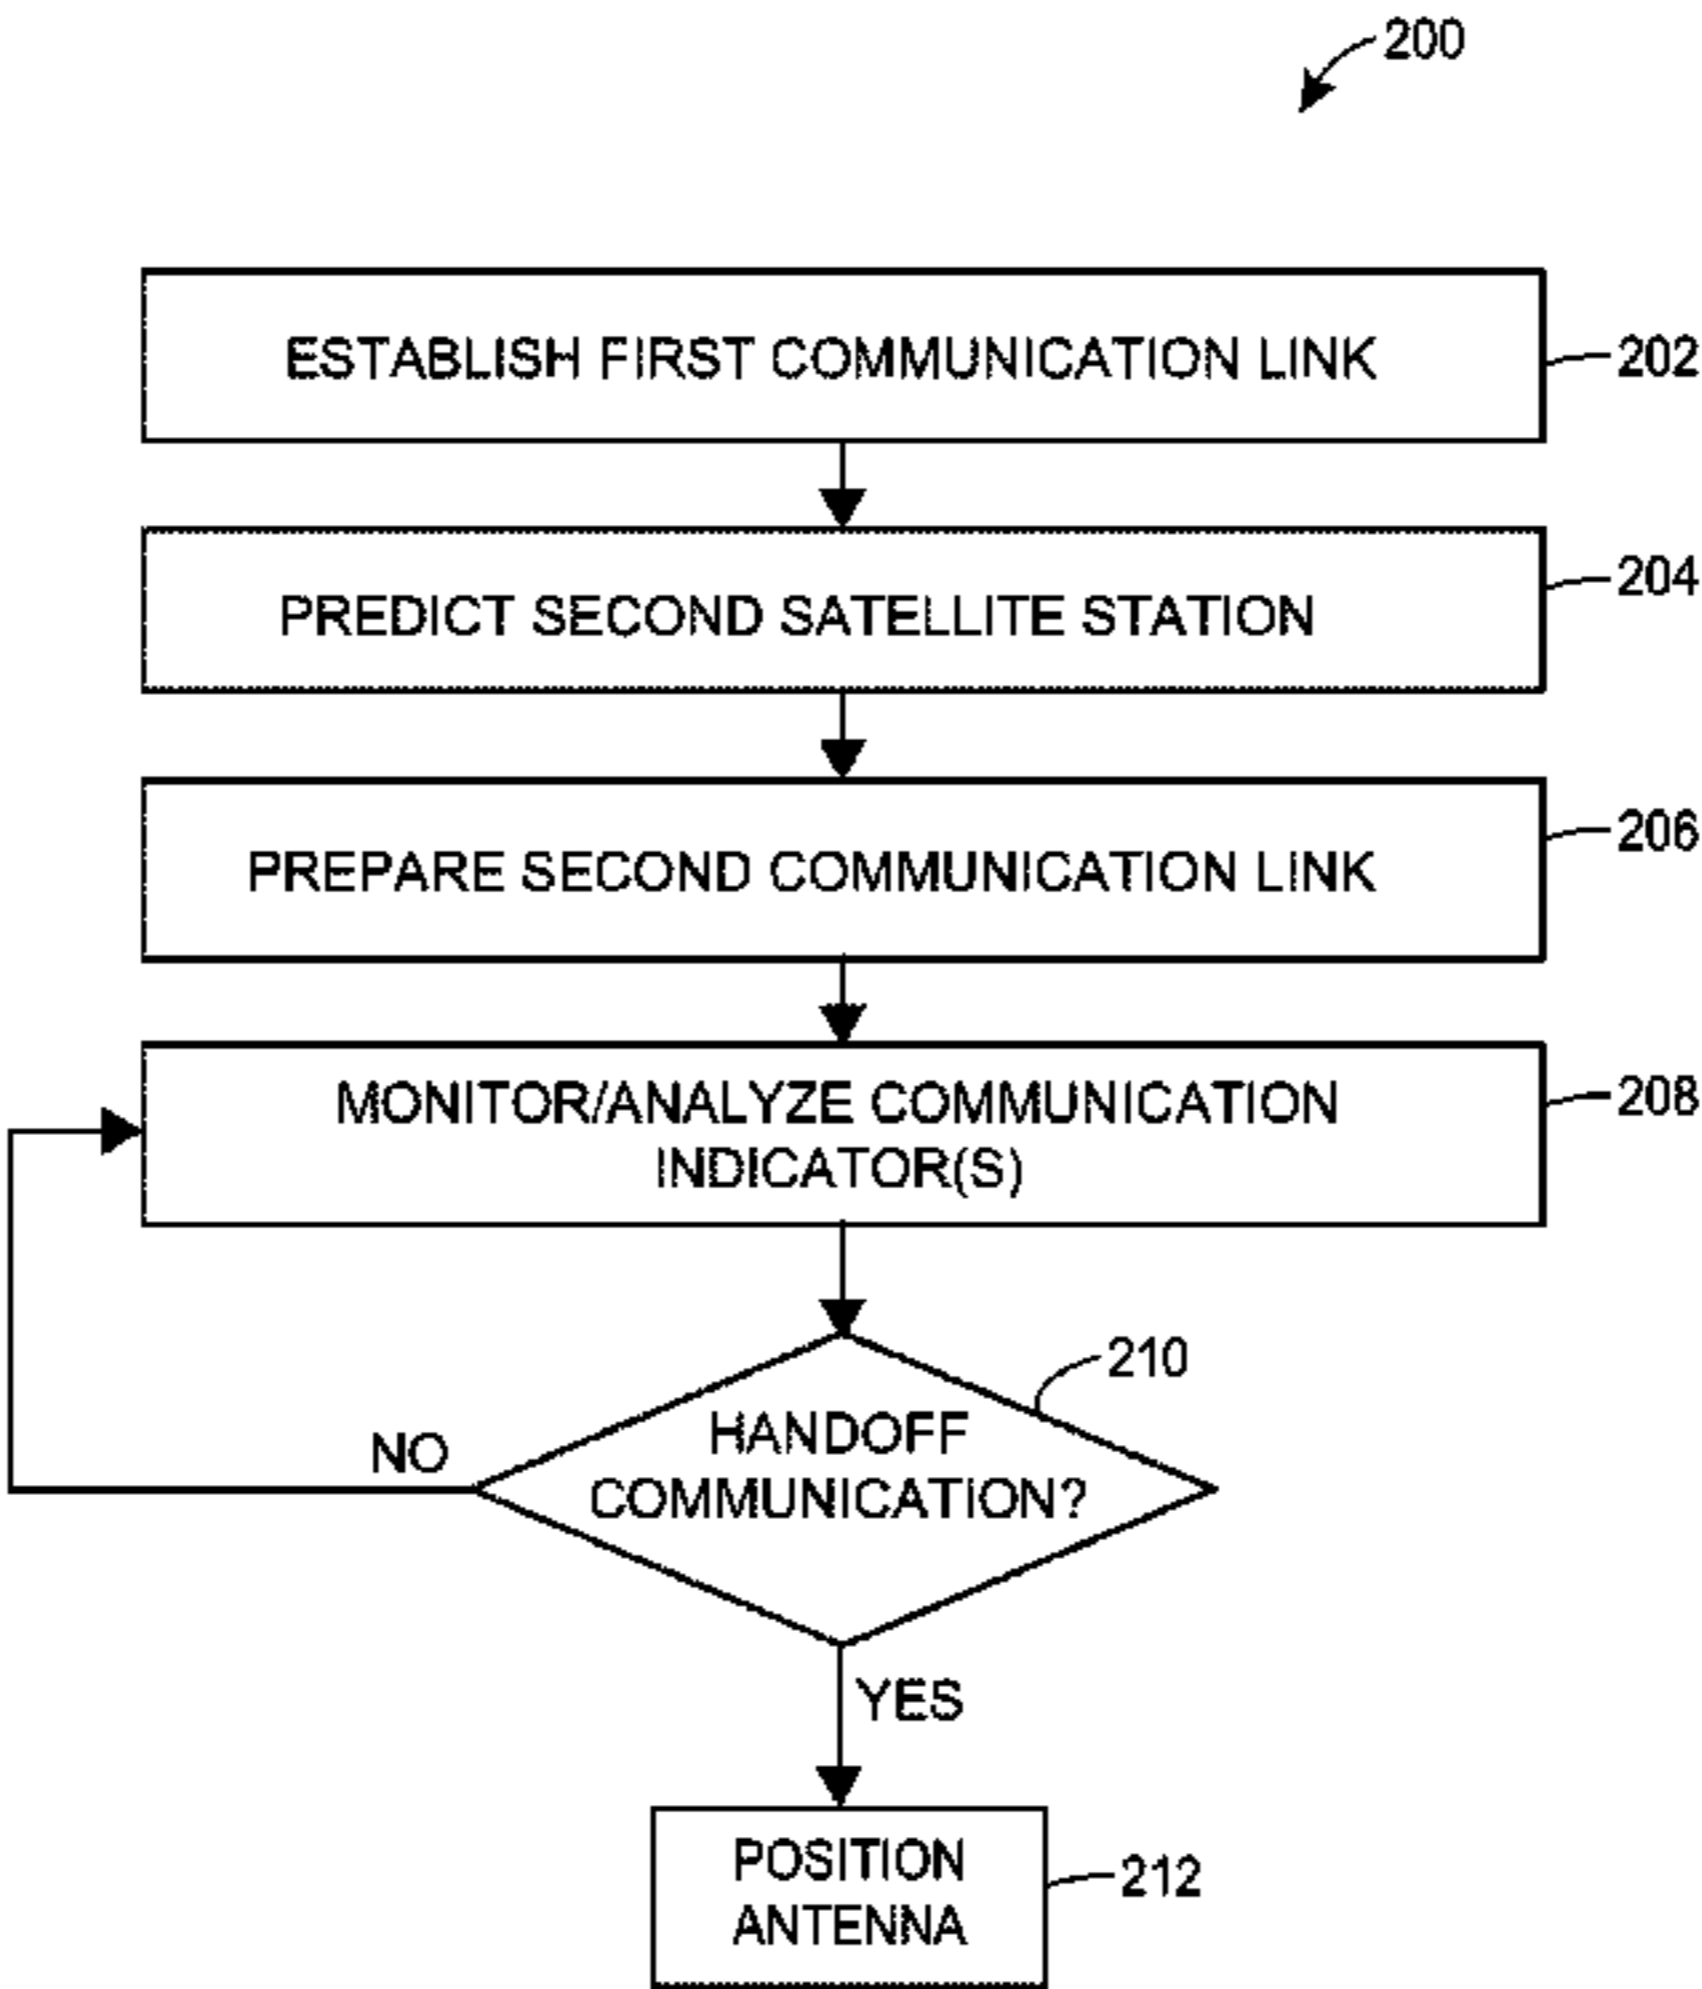 200
ESTABLISH FIRST COMMUNICATION LINK
202
PREDICT SECOND SATELLITE STATION
204
PREPARE SECOND COMMUNICATION LINK
206
MONITOR/ANALYZE COMMUNICATION
INDICATOR(S)
208
210
HANDOFF
COMMUNICATION?
NO
YES
POSITION
ANTENNA
212